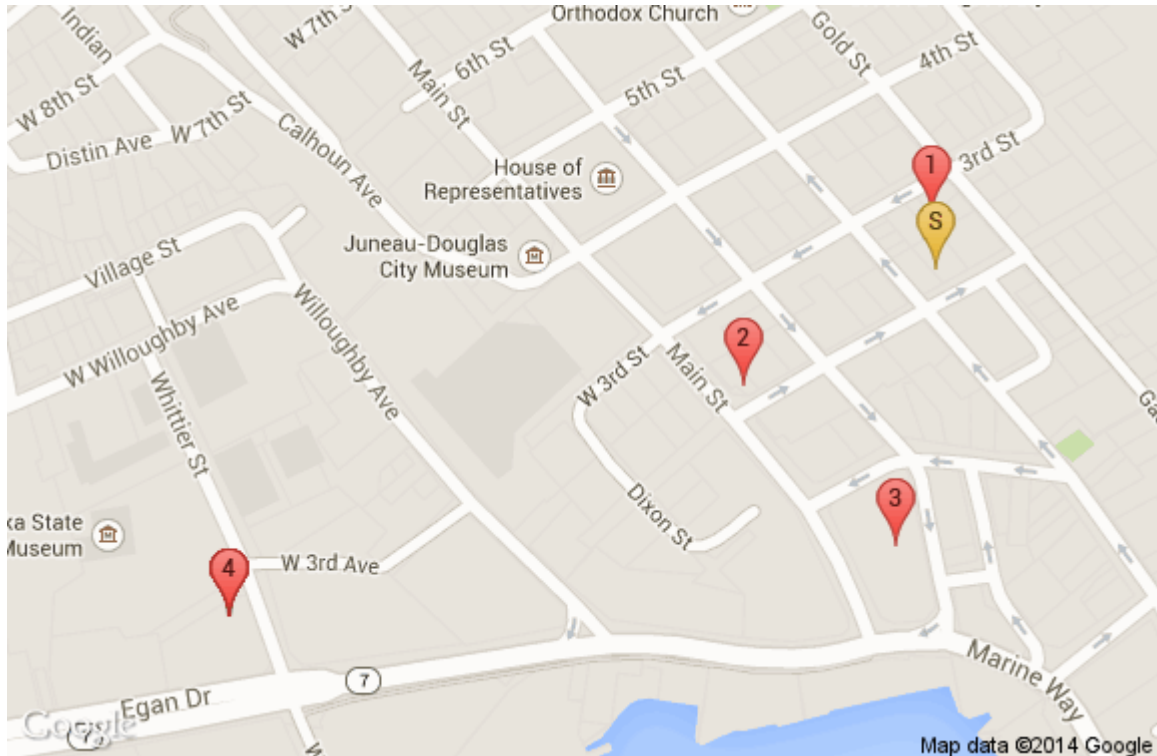 Orthodox Church
W 7th St
Indian
Gold St
4th St
6th St
Main St
5th St
W 8th St
W 7th St
Distin Ave
Calhoun Ave
House of
Representatives
1
3rd St
S
Village St
Juneau-Douglas
City Museum
M
W Willoughby Ave
Willoughby Ave
2
W 3rd St
Main St
Whittier St
Dixon St
3
xa State
Museum
M
W 3rd Ave
4
7
Egan Dr
Marine Way
Google
7
W
Map data ©2014 Google